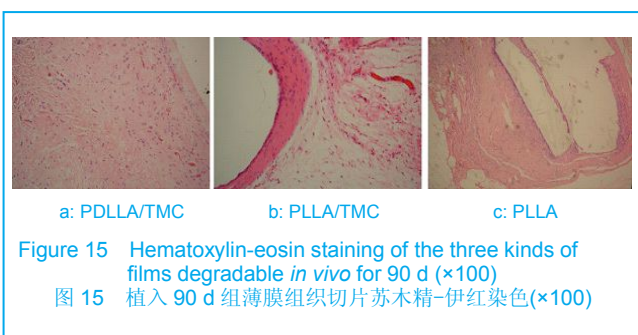 a: PDLLA/TMC b: PLLA/TMC c: PLLA
Figure 15 Hematoxylin-eosin staining of the three kinds of
films degradable in vivo for 90 d (×100)
图 15 植入 90 d 组薄膜组织切片苏木精-伊红染色(×100)